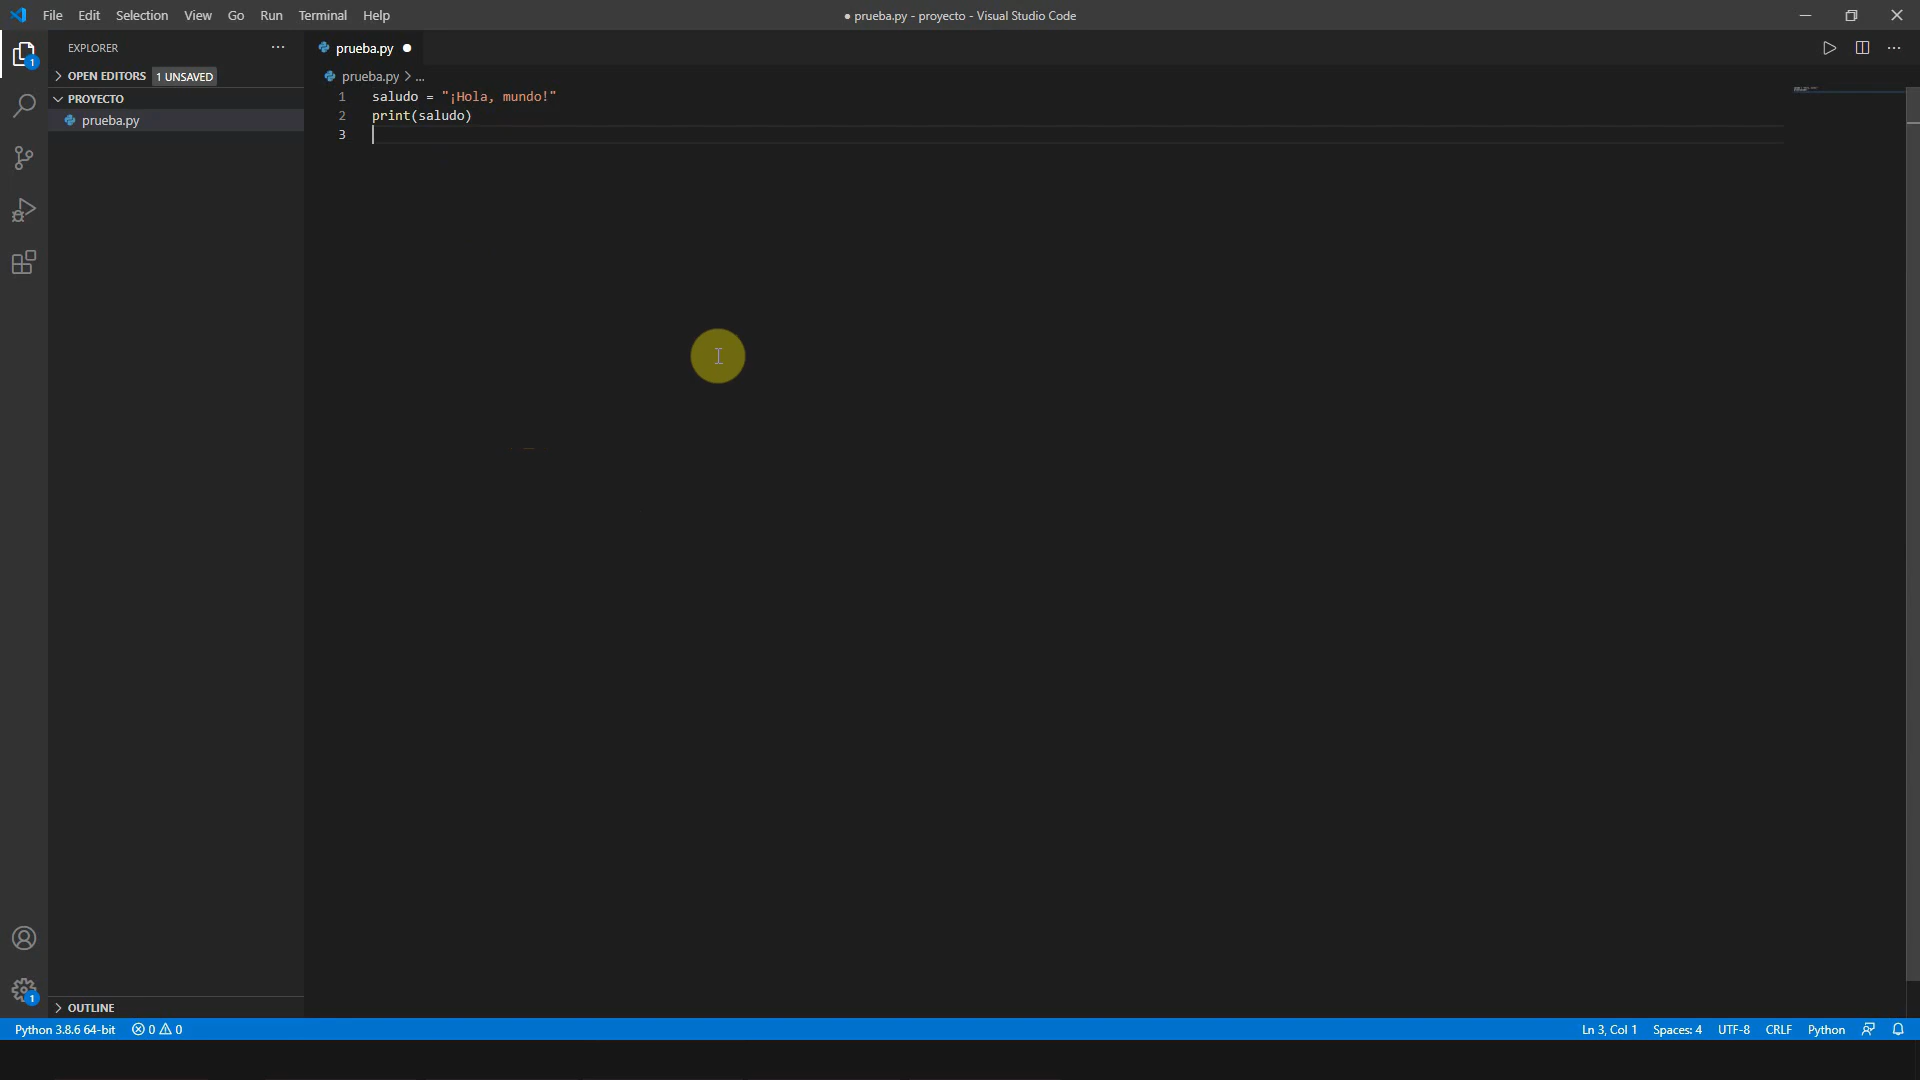 File Edit Selection View Go Run Terminal Help
● prueba.py - proyecto - Visual Studio Code
EXPLORER
prueba.py
1
OPEN EDITORS 1 UNSAVED
prueba.py > ...
PROYECTO
prueba.py
1 saludo = "¡Hola, mundo!"
2 print(saludo)
3
1
OUTLINE
Python 3.8.6 64-bit 0 0
Ln 3, Col 1 Spaces: 4 UTF-8 CRLF Python